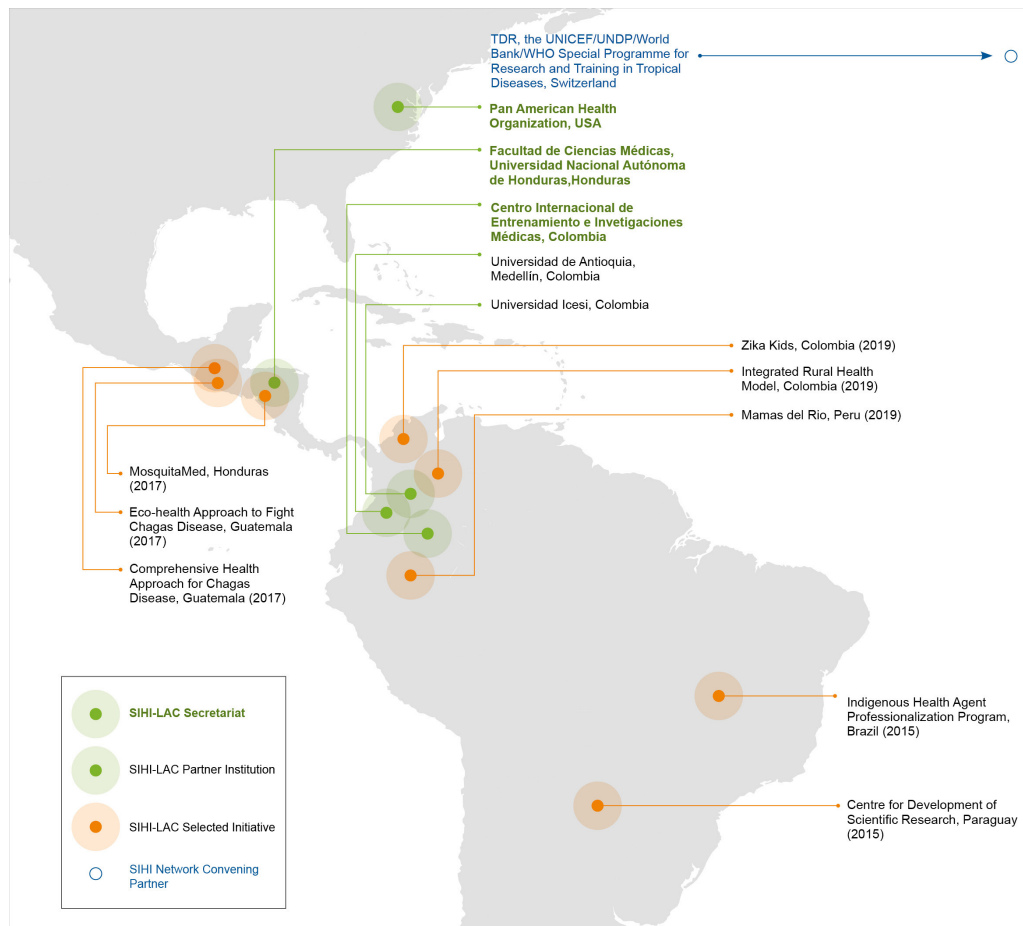 TDR, the UNICEF/UNDP/World
Bank/WHO Special Programme for
Research and Training in Tropical
Diseases, Switzerland
Pan American Health
Organization, USA
Facultad de Ciencias Médicas,
Universidad Nacional Autónoma
de Honduras,Honduras
Centro Internacional de
Entrenamiento e Invetigaciones
Médicas, Colombia
Universidad de Antioquia,
Medellín, Colombia
Universidad Icesi, Colombia
Zika Kids, Colombia (2019)
Integrated Rural Health
Model, Colombia (2019)
Mamas del Rio, Peru (2019)
MosquitaMed, Honduras
(2017)
Eco-health Approach to Fight
Chagas Disease, Guatemala
(2017)
Comprehensive Health
Approach for Chagas
Disease, Guatemala (2017)
Indigenous Health Agent
Professionalization Program,
Brazil (2015)
Centre for Development of
Scientific Research, Paraguay
(2015)
SIHI-LAC Secretariat
SIHI-LAC Partner Institution
SIHI-LAC Selected Initiative
SIHI Network Convening
Partner